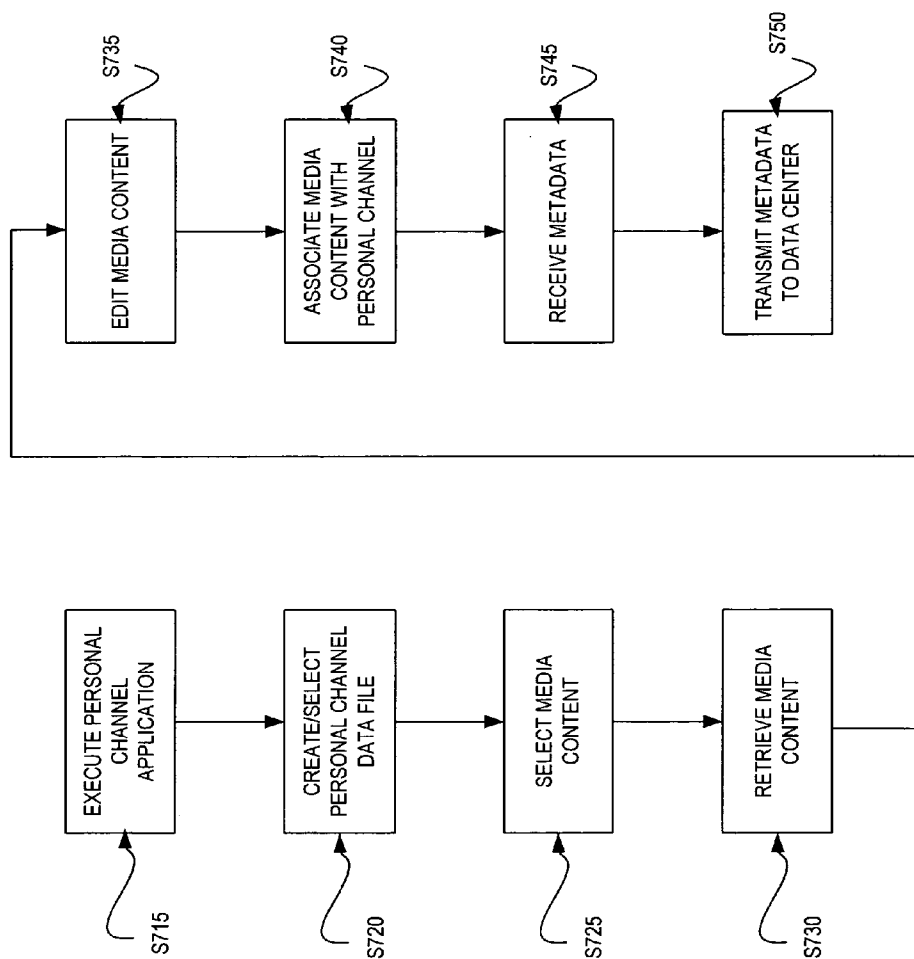 EXECUTE PERSONAL
CHANNEL
APPLICATION
S715
CREATE/SELECT
PERSONAL CHANNEL
DATA FILE
S720
SELECT MEDIA
CONTENT
S725
RETRIEVE MEDIA
CONTENT
S730
EDIT MEDIA CONTENT
S735
ASSOCIATE MEDIA
CONTENT WITH
PERSONAL CHANNEL
S740
RECEIVE METADATA
S745
TRANSMIT METADATA
TO DATA CENTER
S750